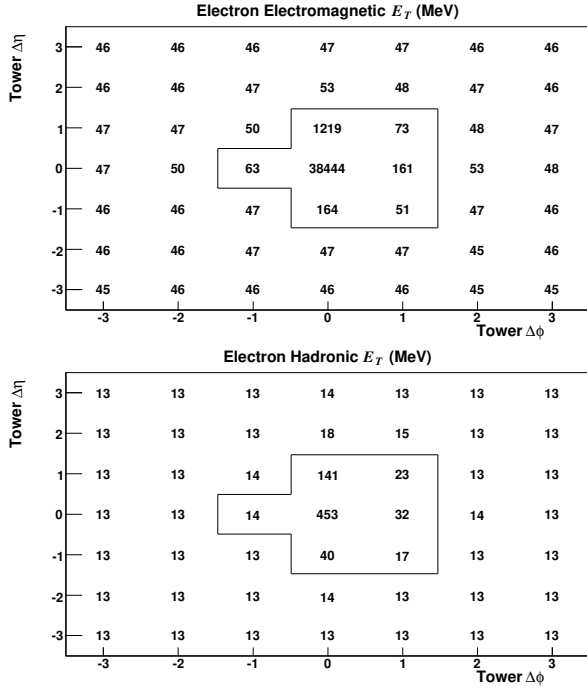 Electron Electromagnetic E_T (MeV)
Tower Δη
3 46 46 46 47 47 46 46
2 46 46 47 53 48 47 46
1 47 47 50 1219 73 48 47
0 47 50 63 38444 161 53 48
-1 46 46 47 164 51 47 46
-2 46 46 47 47 47 45 46
-3 45 46 46 46 46 45 45
-3 -2 -1 0 1 2 3
Tower Δϕ
Electron Hadronic E_T (MeV)
Tower Δη
3 13 13 13 14 13 13 13
2 13 13 13 18 15 13 13
1 13 13 14 141 23 13 13
0 13 13 14 453 32 14 13
-1 13 13 13 40 17 13 13
-2 13 13 13 14 13 13 13
-3 13 13 13 13 13 13 13
-3 -2 -1 0 1 2 3
Tower Δϕ